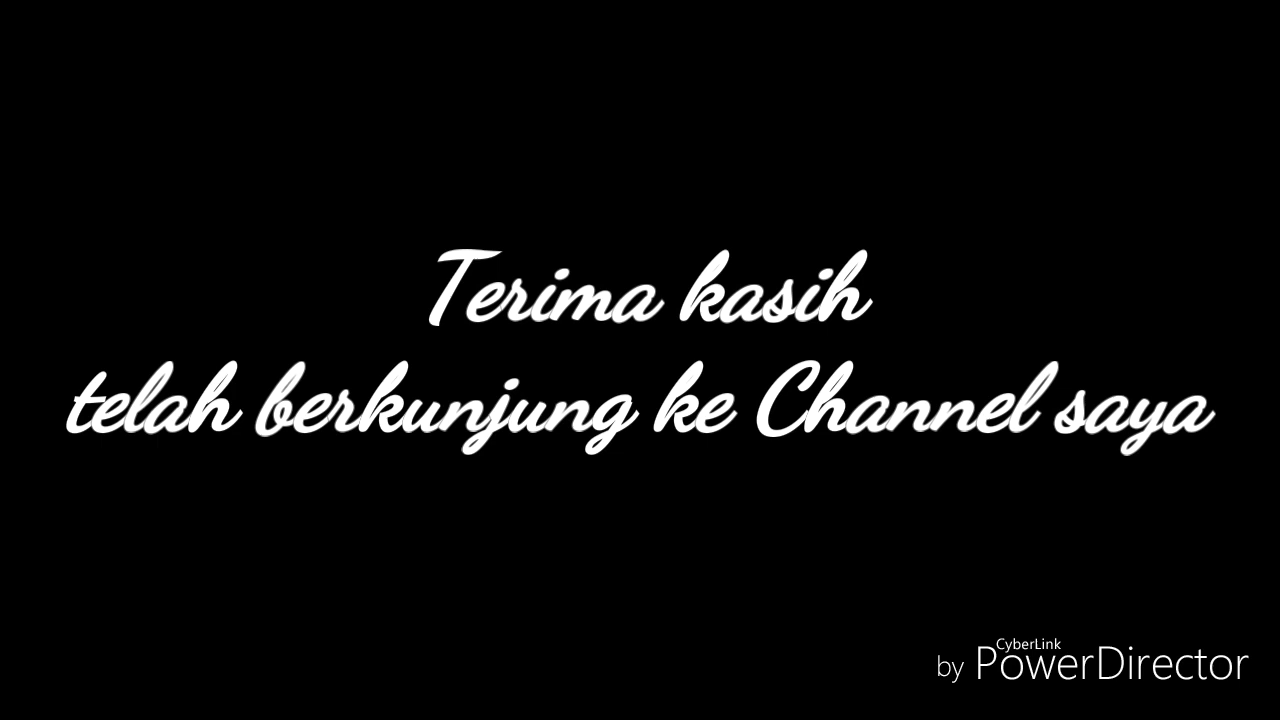 Terima kasih
telah berkunjung ke Channel saya
CyberLink
by PowerDirector